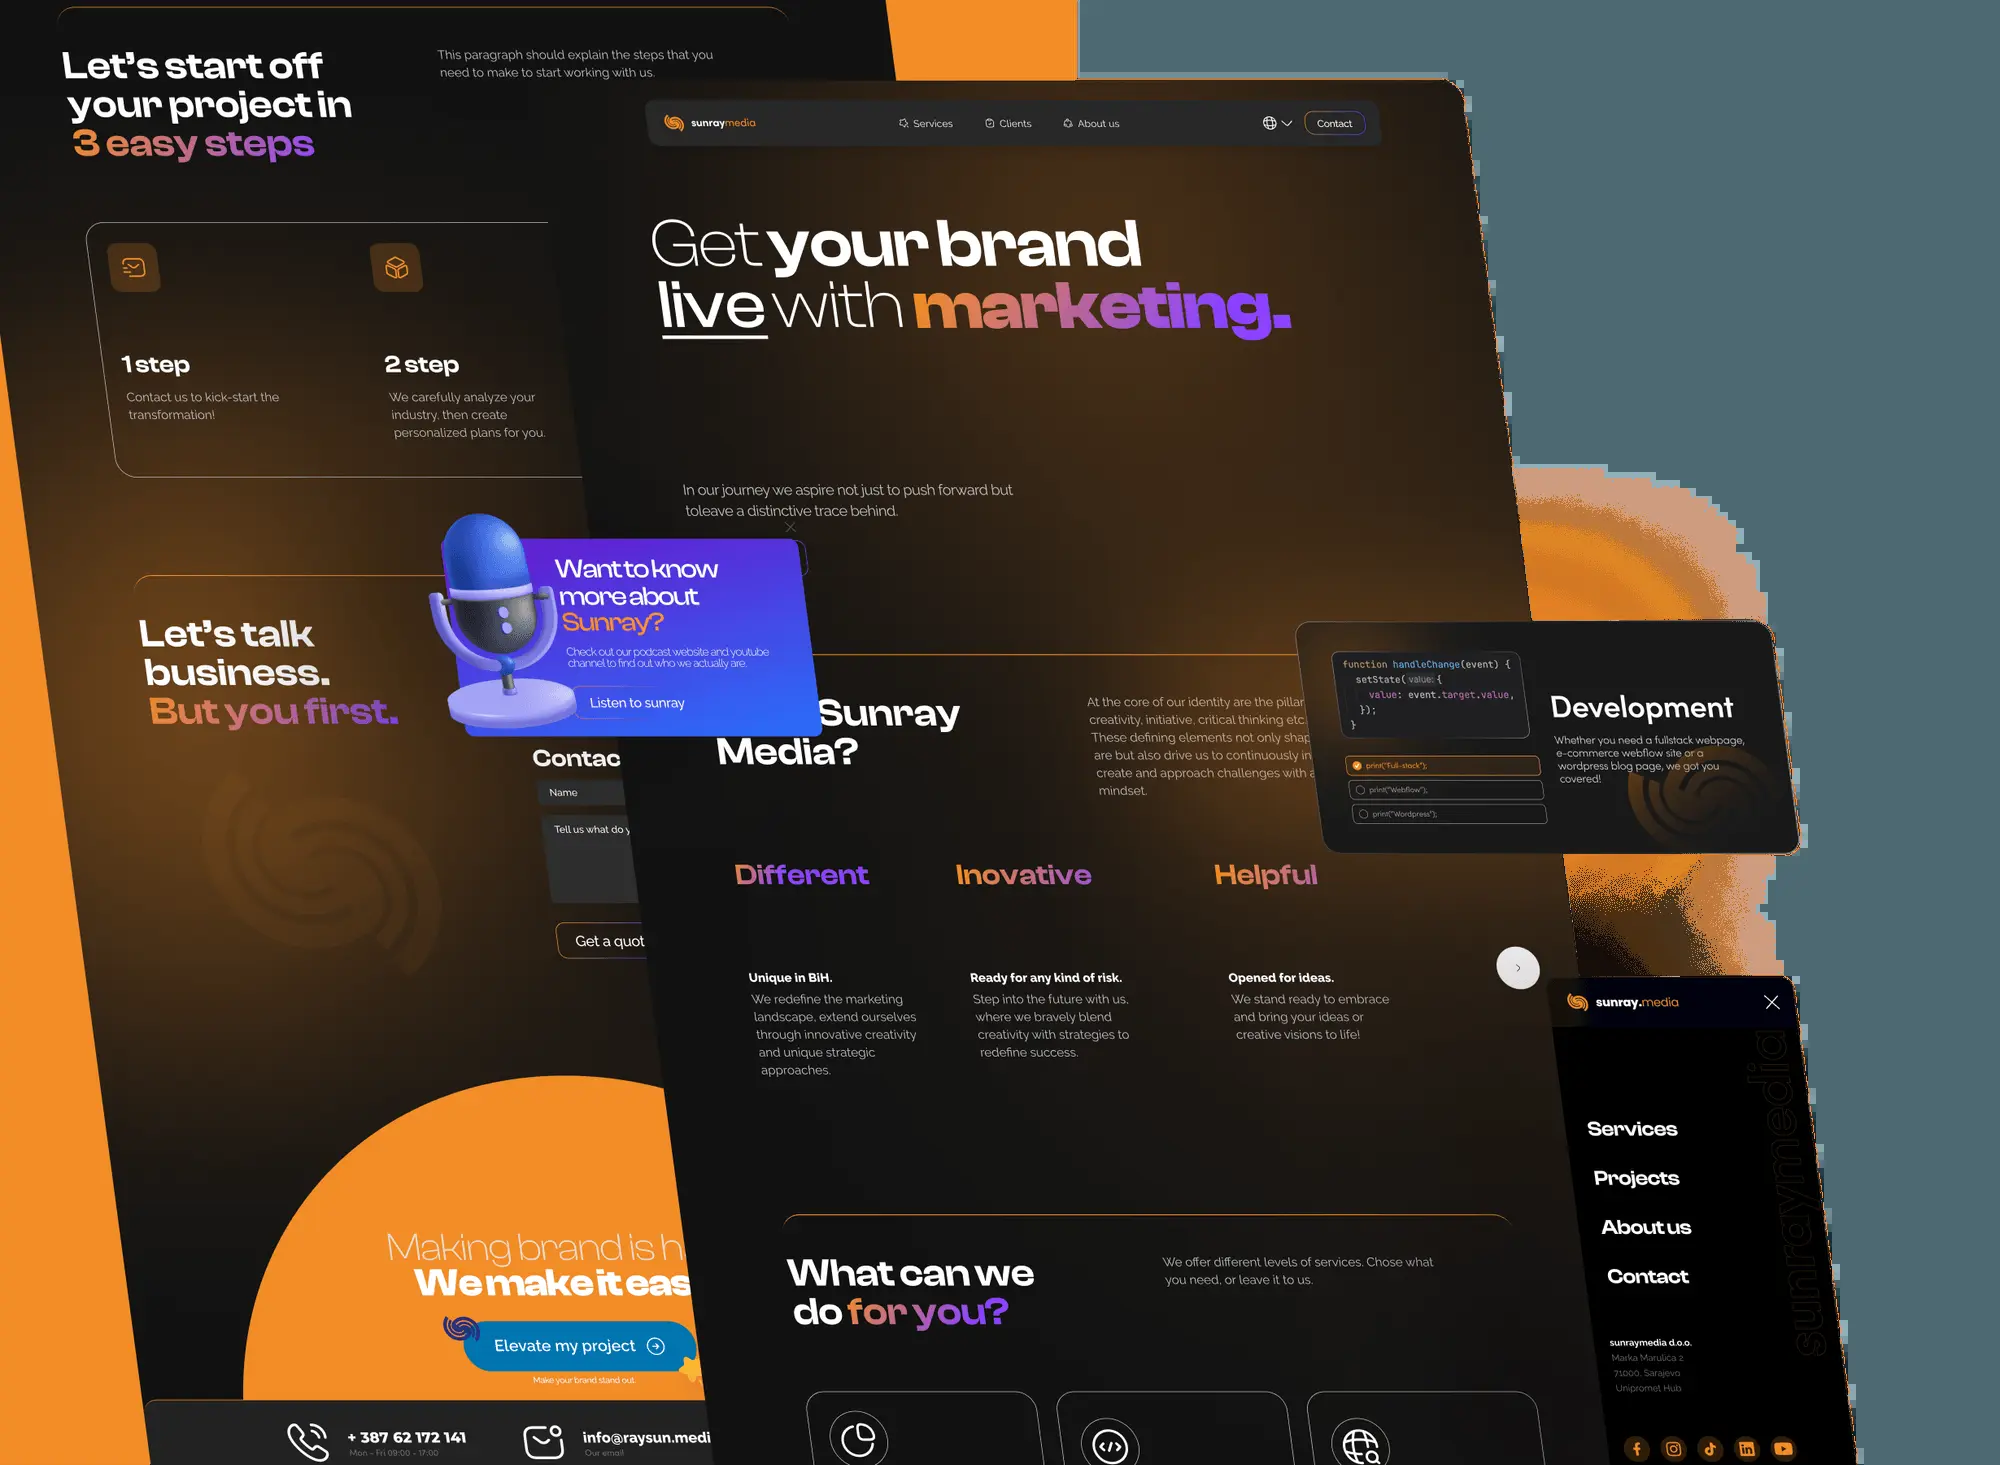 Let's start off
your project in
3 easy steps
This paragraph should explain the steps that you
need to make to start working with us.
1 step
Contact us to kick-start the
transformation!
2 step
We carefully analyze your
industry, then create
personalized plans for you.
Let's talk
business.
But you first.
Name
Tell us what do
Get a
Making brand is
We make it
Elevate my project
Make your brand stand out.
+ 387 62 172 141
Mon - Fri 09:00 - 17:00
info@raysun.medi
Our email
sunraymedia
Services
Clients
About us
Contact
Get your brand
live with marketing.
In our journey we aspire not just to push forward but
toleave a distinctive trace behind.
Want to know
more about
Sunray?
Check out our podcast website and youtube
channel to find out who we actually are.
Listen to sunray
Sunray
Media?
At the core of our identity are the pillar
creativity, initiative, critical thinking etc.
These defining elements not only shap
are but also drive us to continuously in
create and approach challenges with a
mindset.
Different
Inovative
Helpful
Unique in BiH.
We redefine the marketing
landscape, extend ourselves
through innovative creativity
and unique strategic
approaches.
Ready for any kind of risk.
Step into the future with us,
where we bravely blend
creativity with strategies to
redefine success.
Opened for ideas.
We stand ready to embrace
and bring your ideas or
creative visions to life!
What can we
do for you?
We offer different levels of services. Chose what
you need, or leave it to us.
function handleChange(event) {
setState( value: {
value: event.target.value,
});
}
print("Full-stack");
print("Webflow");
print("Wordpress");
Development
Whether you need a fullstack webpage,
e-commerce webflow site or a
wordpress blog page, we got you
covered!
sunray.media
Services
Projects
About us
Contact
sunraymedia d.o.o.
Marka Marulica 2
71000, Sarajevo
Unipromet Hub
sunraymedia